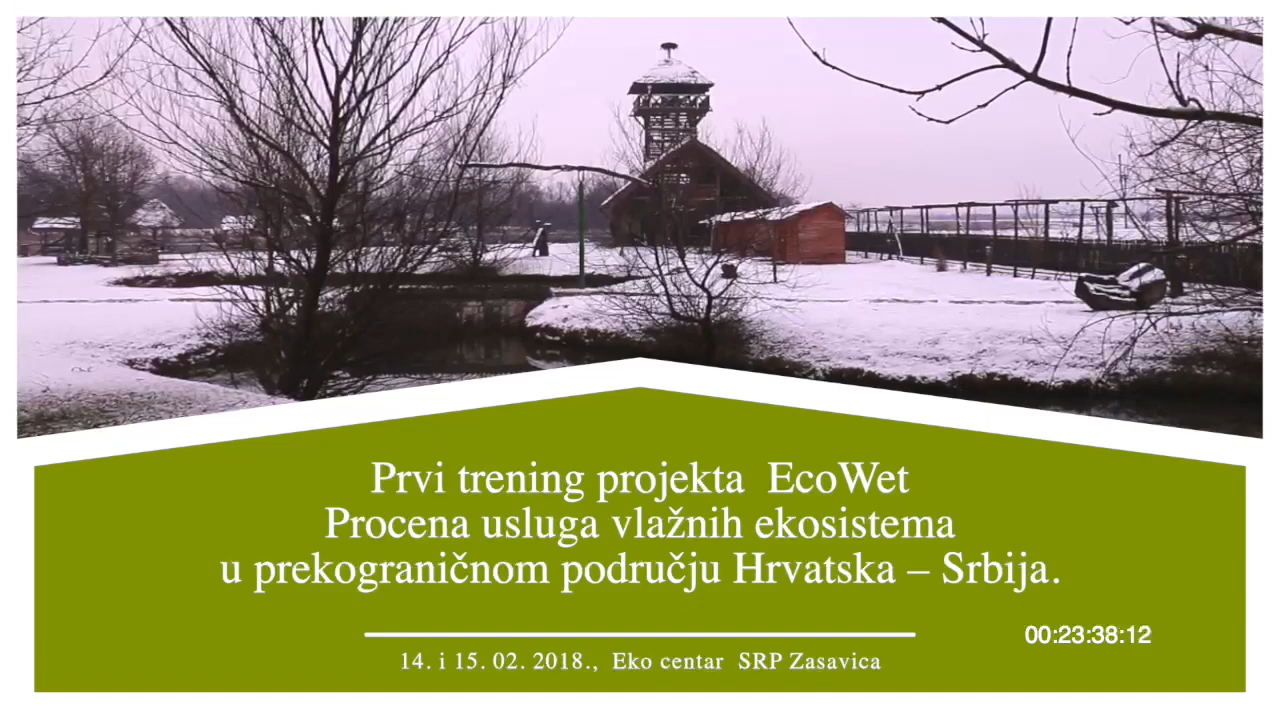 Prvi trening projekta EcoWet
Procena usluga vlažnih ekosistema
u prekograničnom području Hrvatska – Srbija.
00:23:38:12
14. i 15. 02. 2018., Eko centar SRP Zasavica